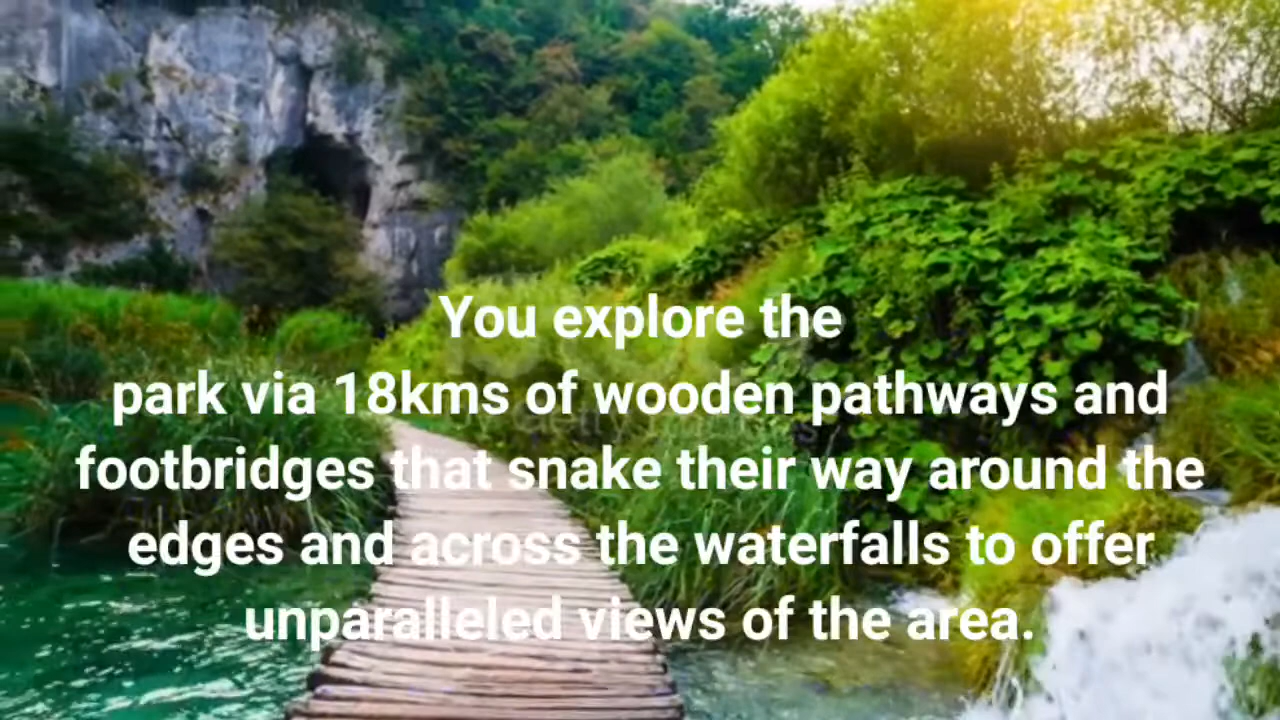 You explore the
park via 18kms of wooden pathways and
footbridges that snake their way around the
edges and across the waterfalls to offer
unparalleled views of the area.